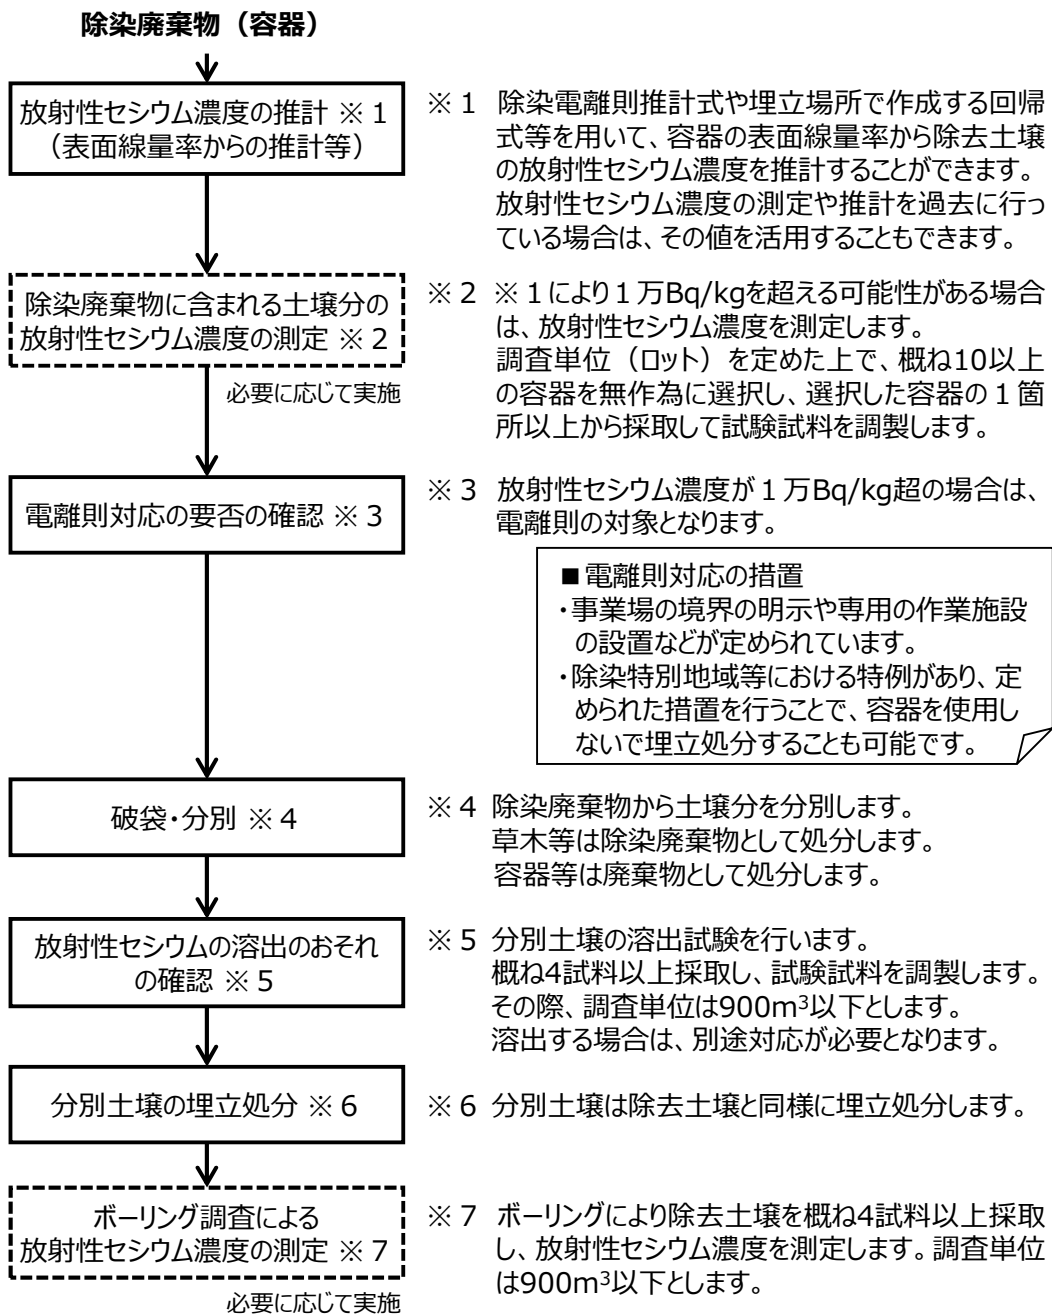 除染廃棄物（容器）
放射性セシウム濃度の推計 ※１
（表面線量率からの推計等）
※１ 除染電離則推計式や埋立場所で作成する回帰
式等を用いて、容器の表面線量率から除去土壌
の放射性セシウム濃度を推計することができます。
放射性セシウム濃度の測定や推計を過去に行っ
ている場合は、その値を活用することもできます。
除染廃棄物に含まれる土壌分の
放射性セシウム濃度の測定 ※２
必要に応じて実施
※２ ※１により１万Bq/kgを超える可能性がある場合
は、放射性セシウム濃度を測定します。
調査単位（ロット）を定めた上で、概ね10以上
の容器を無作為に選択し、選択した容器の１箇
所以上から採取して試験試料を調製します。
電離則対応の要否の確認 ※３
※３ 放射性セシウム濃度が１万Bq/kg超の場合は、
電離則の対象となります。
■電離則対応の措置
・事業場の境界の明示や専用の作業施設
の設置などが定められています。
・除染特別地域等における特例があり、定
められた措置を行うことで、容器を使用し
ないで埋立処分することも可能です。
破袋・分別 ※４
※４ 除染廃棄物から土壌分を分別します。
草木等は除染廃棄物として処分します。
容器等は廃棄物として処分します。
放射性セシウムの溶出のおそれ
の確認 ※５
※５ 分別土壌の溶出試験を行います。
概ね4試料以上採取し、試験試料を調製します。
その際、調査単位は900m³以下とします。
溶出する場合は、別途対応が必要となります。
分別土壌の埋立処分 ※６
※６ 分別土壌は除去土壌と同様に埋立処分します。
ボーリング調査による
放射性セシウム濃度の測定 ※７
必要に応じて実施
※７ ボーリングにより除去土壌を概ね4試料以上採取
し、放射性セシウム濃度を測定します。調査単位
は900m³以下とします。